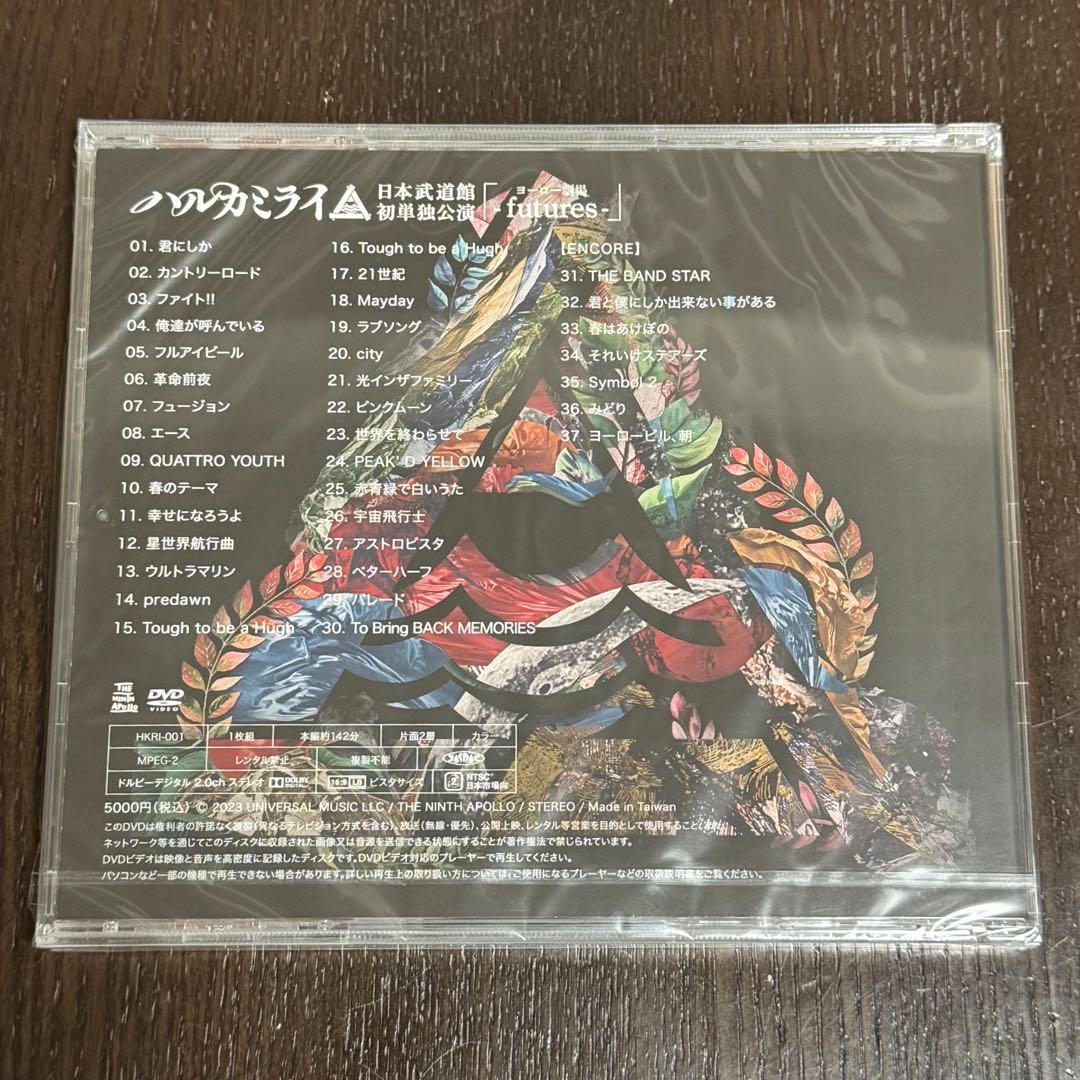 ハルカミライ
日本武道館
初単独公演
ヨーロー劇場
「-futures-」
01. 君にしか
02. カントリーロード
03. ファイト!!
04. 俺達が呼んでいる
05. フルアイビール
06. 革命前夜
07. フュージョン
08. エース
09. QUATTRO YOUTH
10. 春のテーマ
11. 幸せになろうよ
12. 星世界航行曲
13. ウルトラマリン
14. predawn
15. Tough to be a Hugh
16. Tough to be a Hugh
17. 21世紀
18. Mayday
19. ラブソング
20. city
21. 光インザファミリー
22. ピンクムーン
23. 世界を終わらせて
24. PEAK'D YELLOW
25. 赤青緑で白いうた
26. 宇宙飛行士
27. アストロビスタ
28. ベターハーフ
29. パレード
30. To Bring BACK MEMORIES
【ENCORE】
31. THE BAND STAR
32. 君と僕にしか出来ない事がある
33. 春はあけぼの
34. それいけステアーズ
35. Symbol 2
36. みどり
37. ヨーロービル、朝
THE NINTH APOLLO
DVD VIDEO
HKRI-001 1枚組 本編約142分 片面2層 カラー
MPEG-2 レンタル禁止 複製不能
ドルビーデジタル 2.0ch ステレオ DOLBY DIGITAL 16:9 LB ビスタサイズ 2 NTSC 日本市場向
5000円(税込) © 2023 UNIVERSAL MUSIC LLC / THE NINTH APOLLO / STEREO / Made in Taiwan
このDVDは権利者の許諾なく複製(異なるテレビジョン方式を含む)、放送(無線・優先)、公開上映、レンタル等営業を目的として使用すること、また
ネットワーク等を通じてこのディスクに収録された画像又は音源を送信できる状態にすることが著作権法で禁じられています。
DVDビデオは映像と音声を高密度に記録したディスクです。DVDビデオ対応のプレーヤーで再生してください。
パソコンなど一部の機種で再生できない場合があります。詳しい再生上の取り扱い方については、ご使用になるプレーヤーなどの取扱説明書をご覧ください。